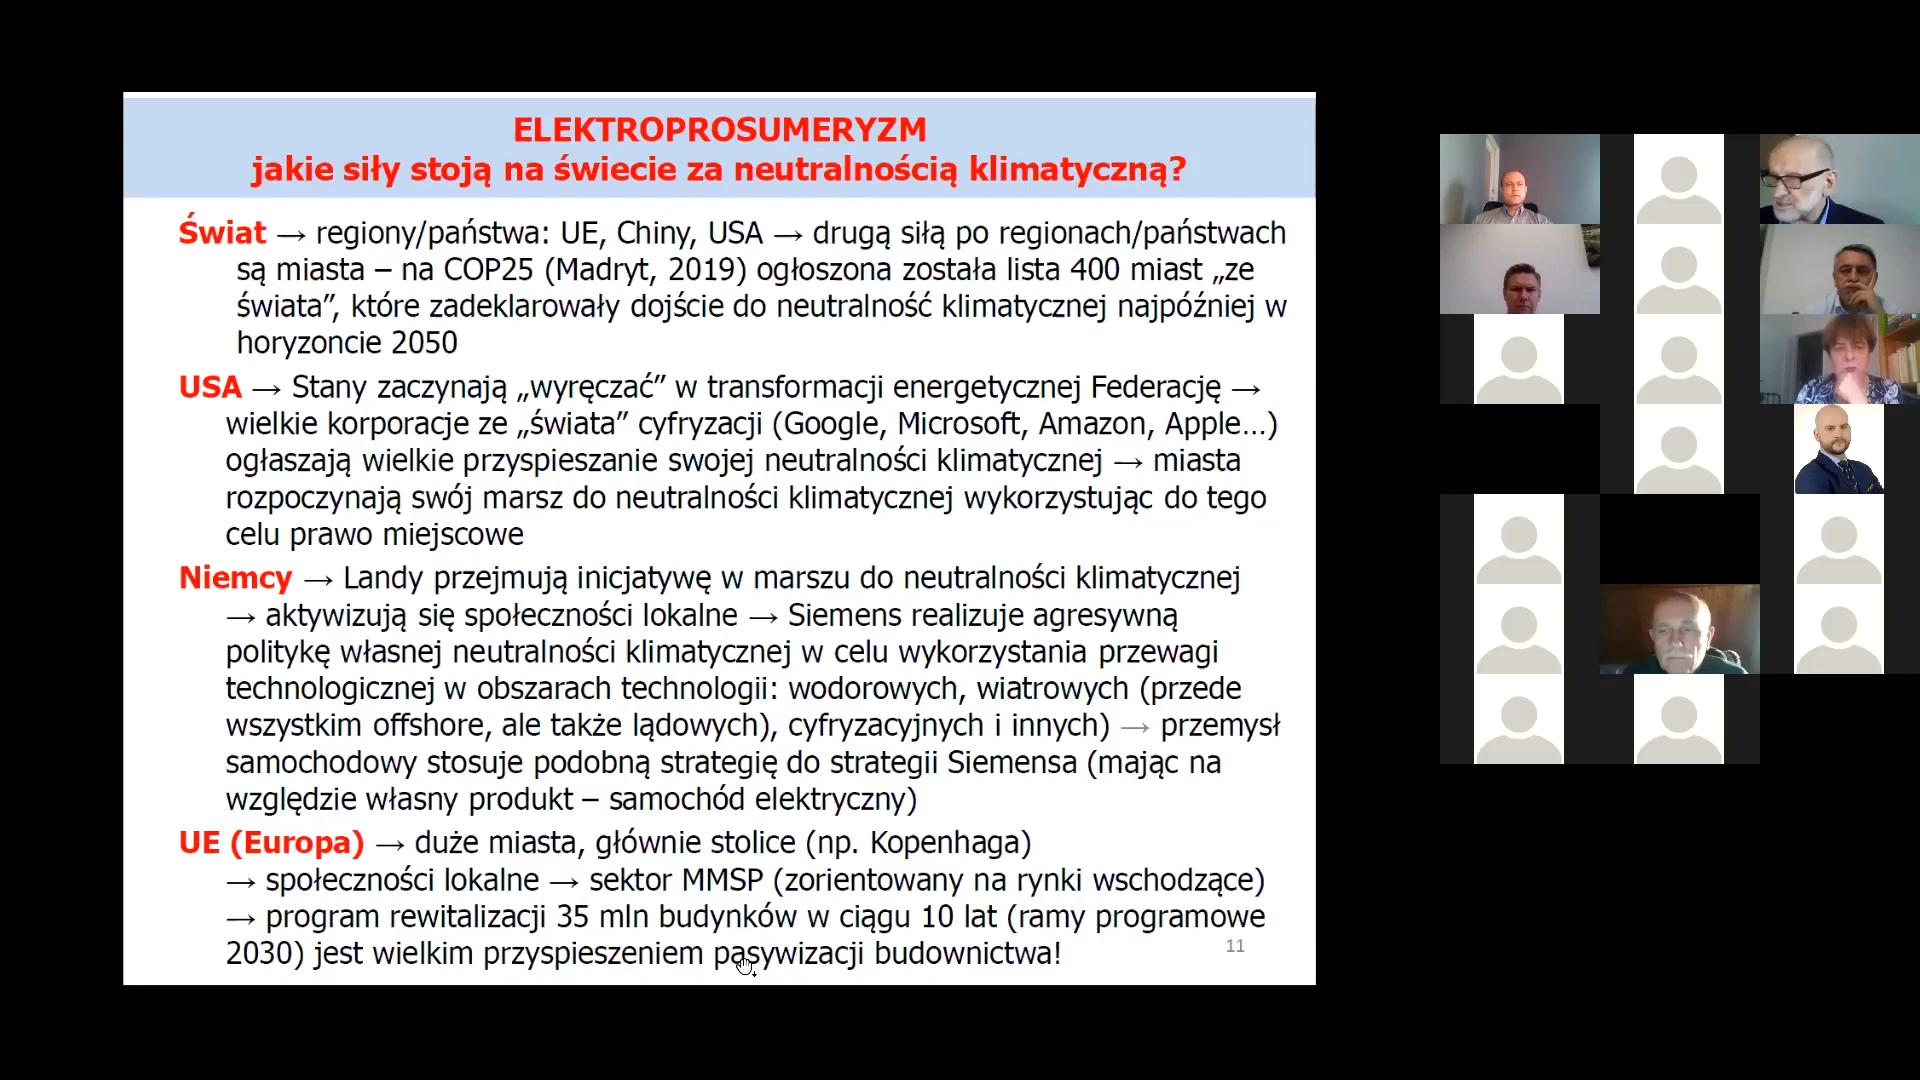 ELEKTROPROSUMERYZM
jakie siły stoją na świecie za neutralnością klimatyczną?
Świat → regiony/państwa: UE, Chiny, USA → drugą siłą po regionach/państwach
są miasta – na COP25 (Madryt, 2019) ogłoszona została lista 400 miast „ze
świata”, które zadeklarowały dojście do neutralność klimatycznej najpóźniej w
horyzoncie 2050
USA → Stany zaczynają „wyręczać” w transformacji energetycznej Federację →
wielkie korporacje ze „świata” cyfryzacji (Google, Microsoft, Amazon, Apple…)
ogłaszają wielkie przyspieszanie swojej neutralności klimatycznej → miasta
rozpoczynają swój marsz do neutralności klimatycznej wykorzystując do tego
celu prawo miejscowe
Niemcy → Landy przejmują inicjatywę w marszu do neutralności klimatycznej
→ aktywizują się społeczności lokalne → Siemens realizuje agresywną
politykę własnej neutralności klimatycznej w celu wykorzystania przewagi
technologicznej w obszarach technologii: wodorowych, wiatrowych (przede
wszystkim offshore, ale także lądowych), cyfryzacyjnych i innych) → przemysł
samochodowy stosuje podobną strategię do strategii Siemensa (mając na
względzie własny produkt – samochód elektryczny)
UE (Europa) → duże miasta, głównie stolice (np. Kopenhaga)
→ społeczności lokalne → sektor MMSP (zorientowany na rynki wschodzące)
→ program rewitalizacji 35 mln budynków w ciągu 10 lat (ramy programowe
2030) jest wielkim przyspieszeniem pasywizacji budownictwa!
11